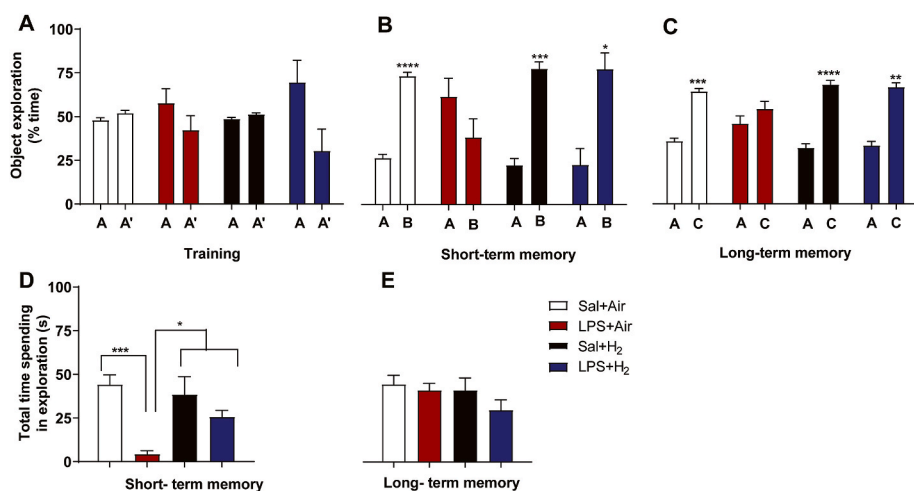 A
B
C
Object exploration
(% time)
100
75
50
25
0
A A' A A' A A' A A'
Training
****
***
*
A B A B A B A B
Short-term memory
***
****
**
A C A C A C A C
Long-term memory
D
E
Total time spending
in exploration (s)
100
75
50
25
0
***
*
Short- term memory
Long- term memory
Sal+Air
LPS+Air
Sal+H₂
LPS+H₂